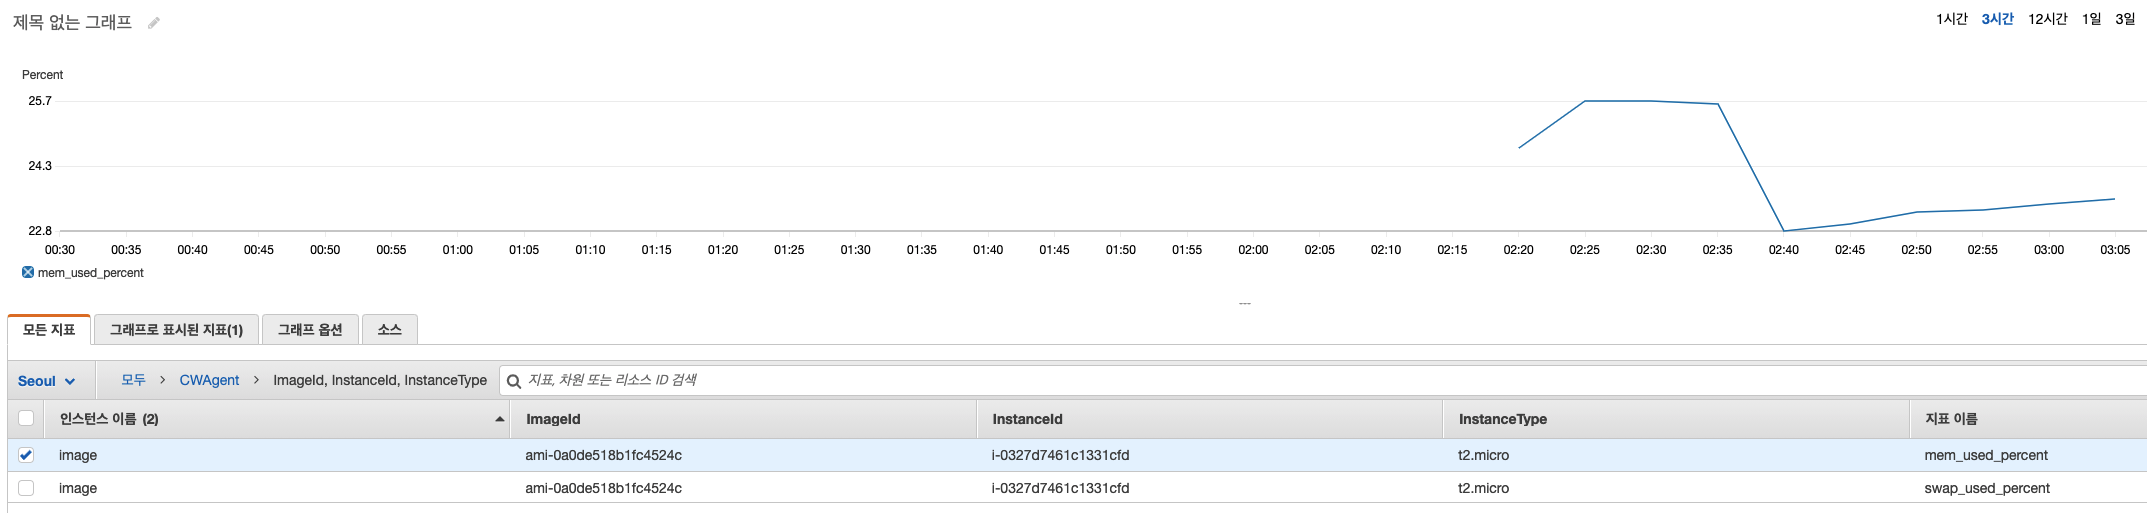 제목 없는 그래프
1시간 3시간 12시간 1일 3일
Percent
25.7
24.3
22.8
00:30 00:35 00:40 00:45 00:50 00:55 01:00 01:05 01:10 01:15 01:20 01:25 01:30 01:35 01:40 01:45 01:50 01:55 02:00 02:05 02:10 02:15 02:20 02:25 02:30 02:35 02:40 02:45 02:50 02:55 03:00 03:05
mem_used_percent
모든 지표 그래프로 표시된 지표(1) 그래프 옵션 소스
Seoul 모두 > CWAgent > ImageId, InstanceId, InstanceType 지표, 차원 또는 리소스 ID 검색
인스턴스 이름 (2) ImageId InstanceId InstanceType 지표 이름
image ami-0a0de518b1fc4524c i-0327d7461c1331cfd t2.micro mem_used_percent
image ami-0a0de518b1fc4524c i-0327d7461c1331cfd t2.micro swap_used_percent